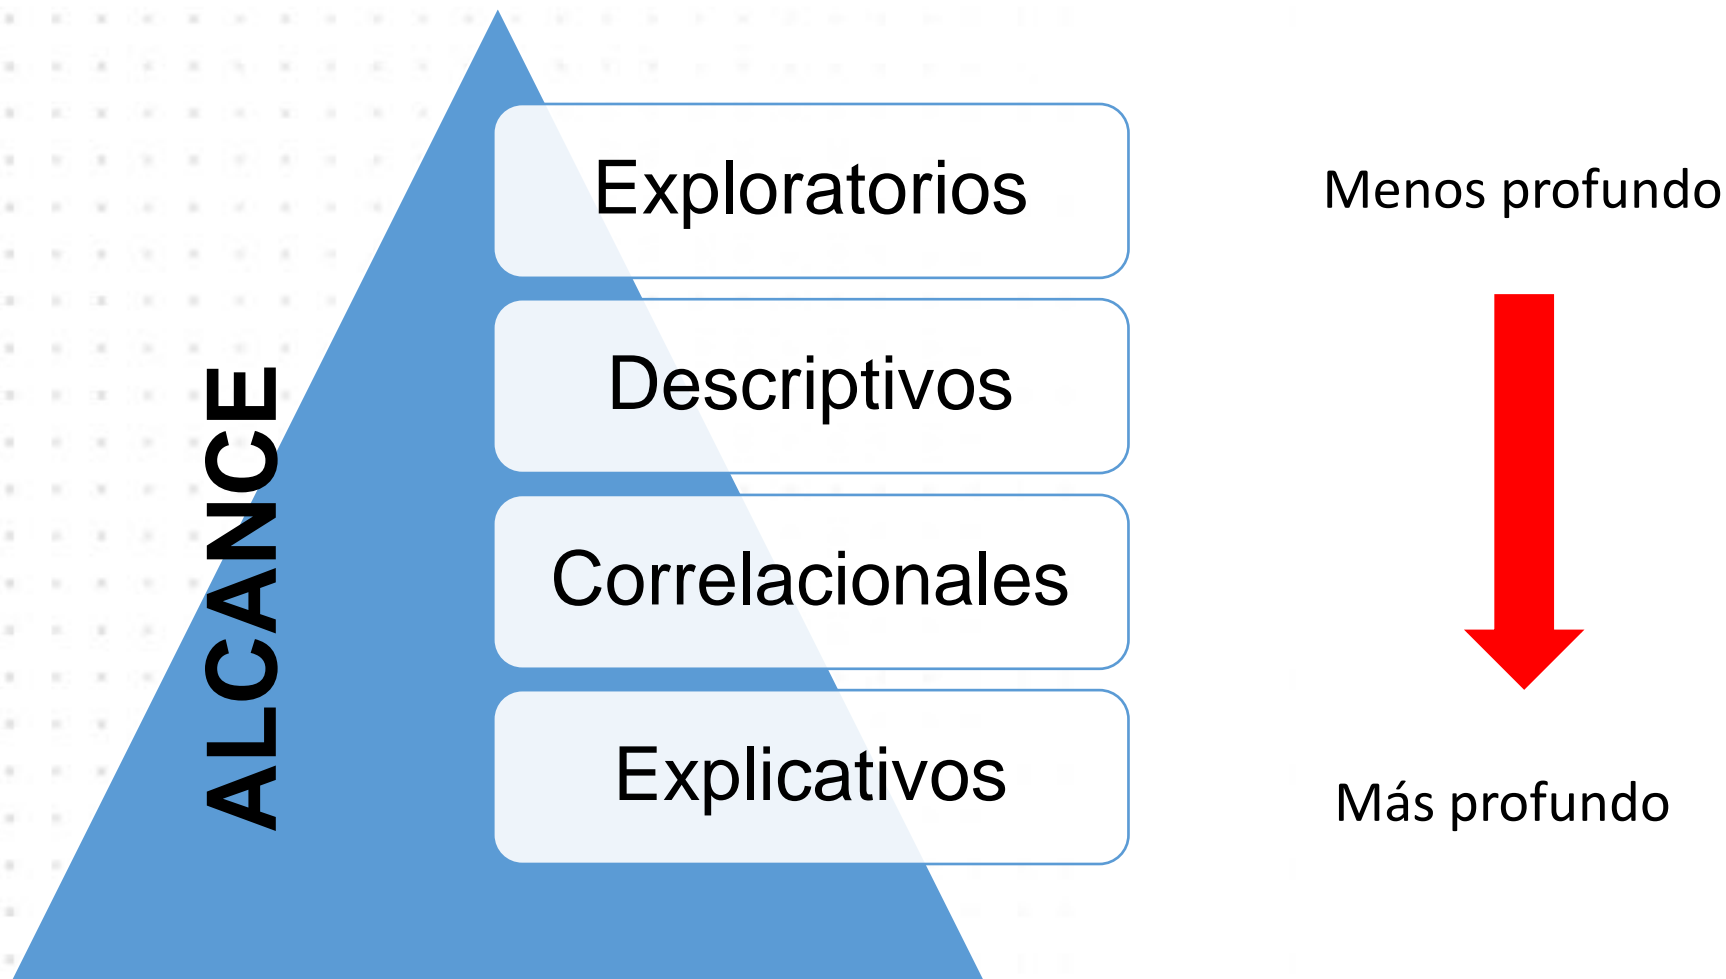 ALCANCE
Exploratorios
Descriptivos
Correlacionales
Explicativos
Menos profundo
Más profundo